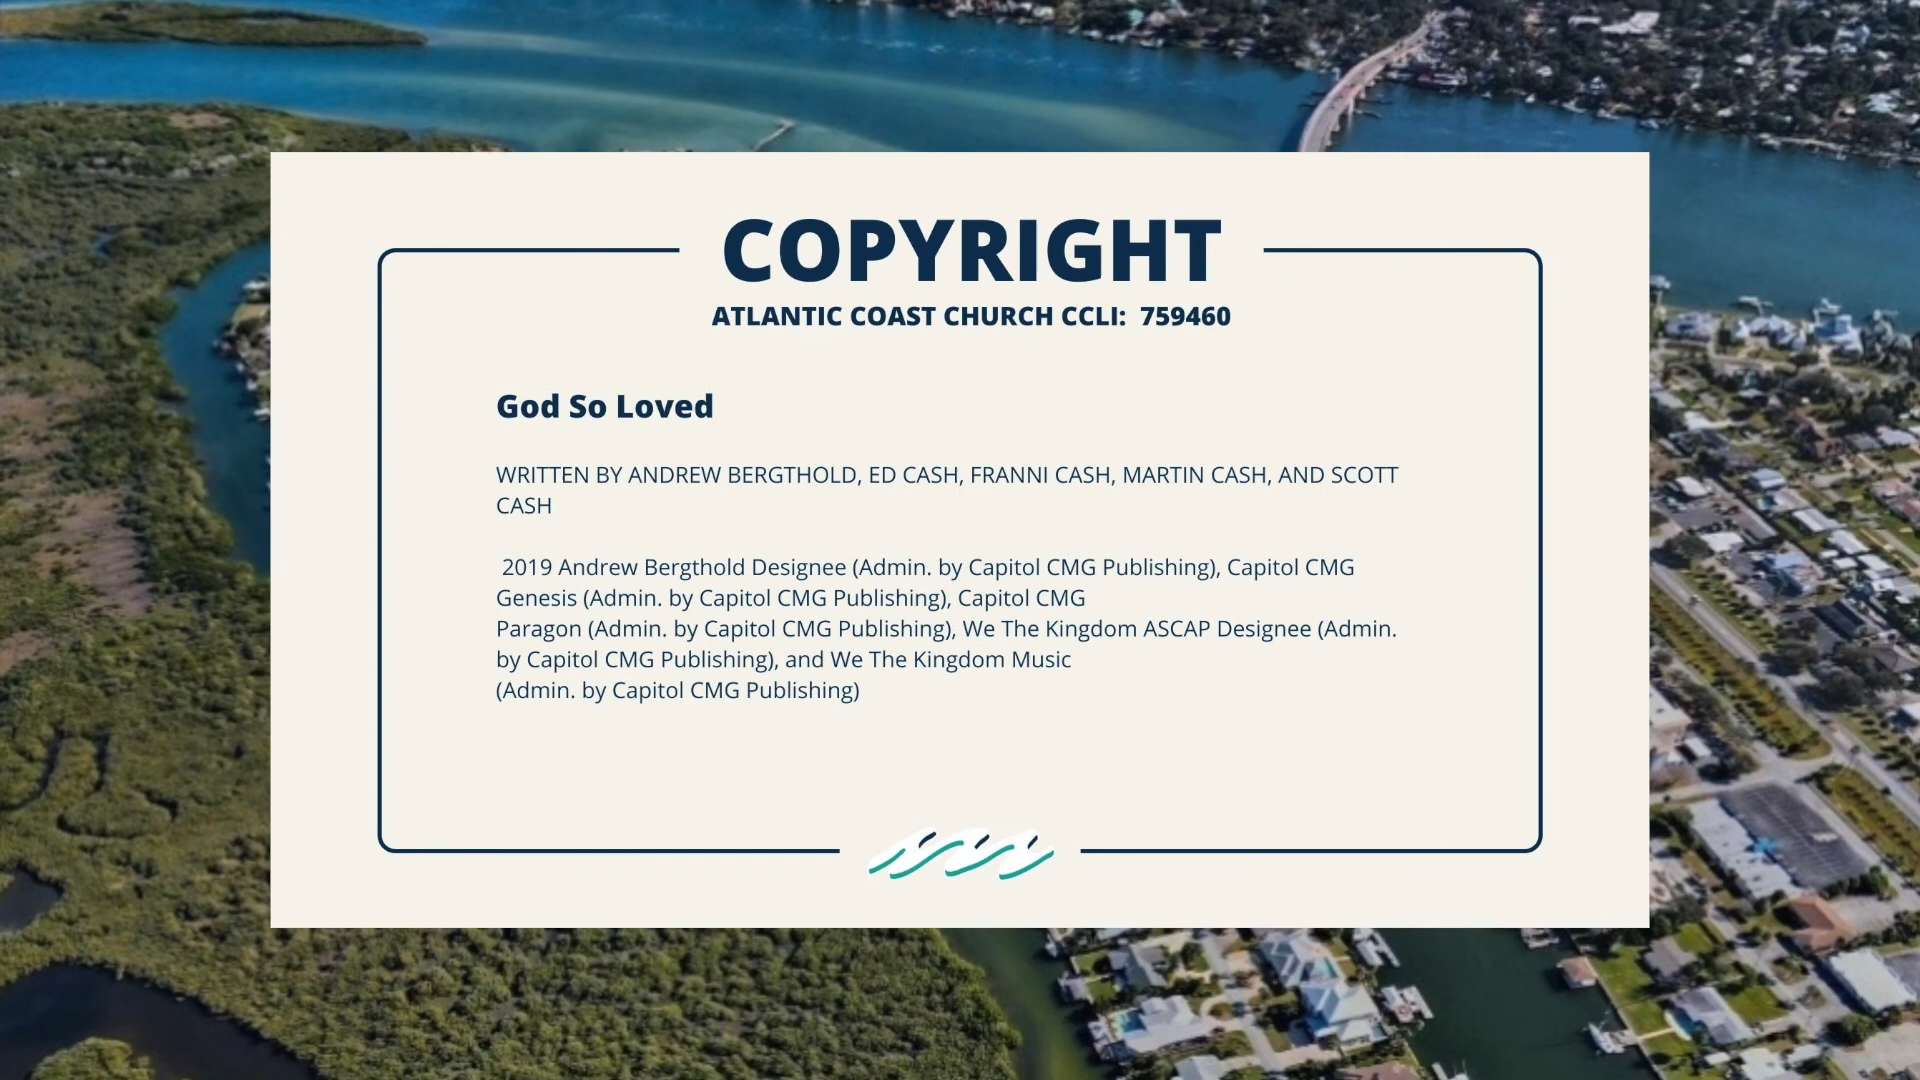 COPYRIGHT
ATLANTIC COAST CHURCH CCLI: 759460
God So Loved
WRITTEN BY ANDREW BERGTHOLD, ED CASH, FRANNI CASH, MARTIN CASH, AND SCOTT
CASH
2019 Andrew Bergthold Designee (Admin. by Capitol CMG Publishing), Capitol CMG
Genesis (Admin. by Capitol CMG Publishing), Capitol CMG
Paragon (Admin. by Capitol CMG Publishing), We The Kingdom ASCAP Designee (Admin.
by Capitol CMG Publishing), and We The Kingdom Music
(Admin. by Capitol CMG Publishing)